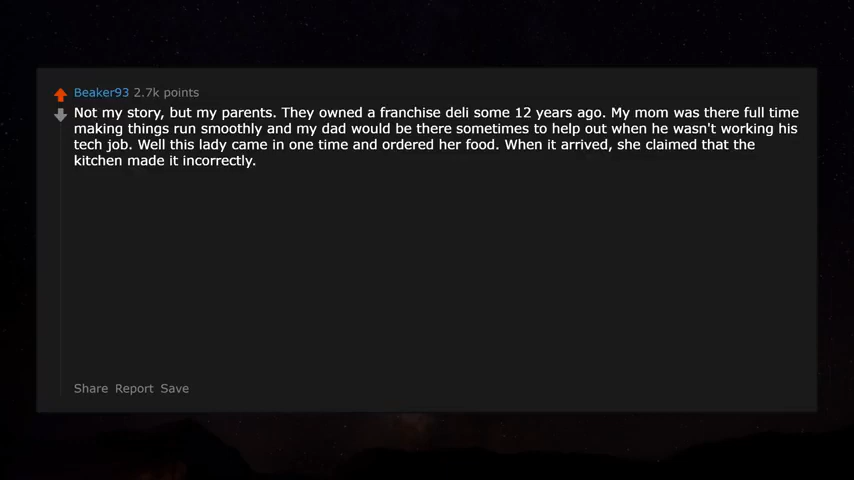 Beaker93 2.7k points
Not my story, but my parents. They owned a franchise deli some 12 years ago. My mom was there full time
making things run smoothly and my dad would be there sometimes to help out when he wasn't working his
tech job. Well this lady came in one time and ordered her food. When it arrived, she claimed that the
kitchen made it incorrectly.
Share Report Save